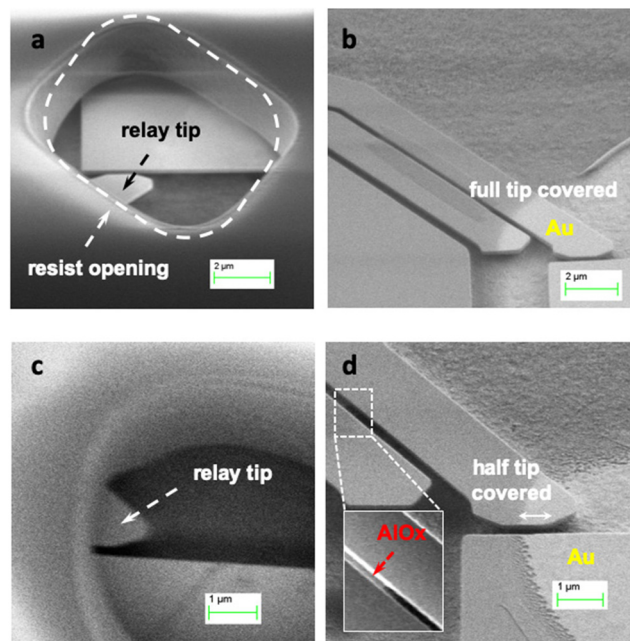 a
relay tip
resist opening
2 µm
b
full tip covered
Au
2 µm
c
relay tip
1 µm
d
half tip
covered
AlOx
Au
1 µm